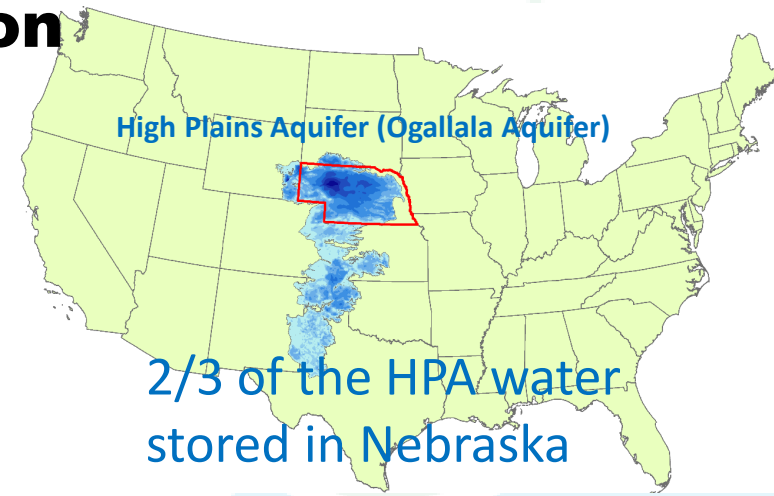 on
High Plains Aquifer (Ogallala Aquifer)
2/3 of the HPA water
stored in Nebraska